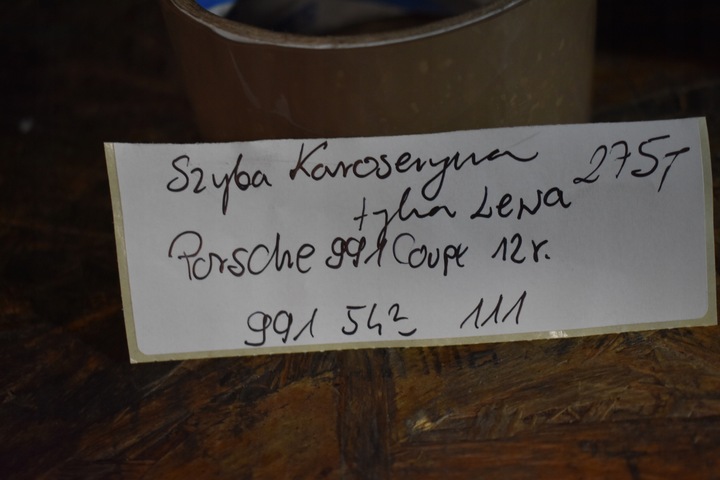 Szyba Karoseryjna 275T
tylna Lewa
Porsche 991 Coupe 12r.
991 542 111